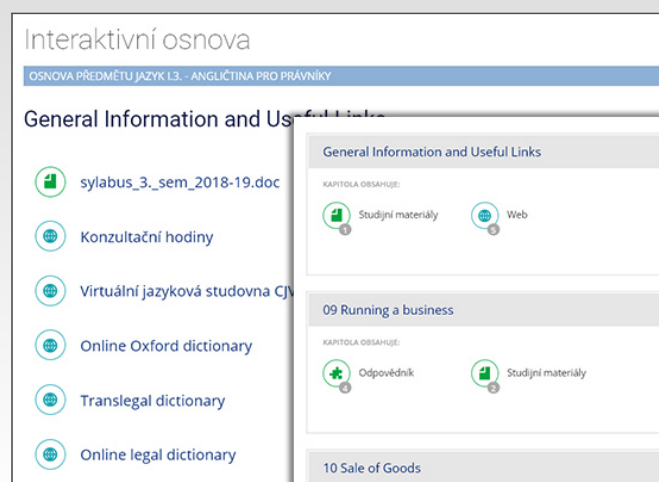 Interaktivní osnova
OSNOVA PŘEDMĚTU JAZYK I.3. - ANGLIČTINA PRO PRÁVNÍKY
General Information and Useful Links
sylabus_3._sem_2018-19.doc
Konzultační hodiny
Virtuální jazyková studovna CJV
Online Oxford dictionary
Translegal dictionary
Online legal dictionary
General Information and Useful Links
KAPITOLA OBSAHUJE:
1 Studijní materiály
5 Web
09 Running a business
KAPITOLA OBSAHUJE:
4 Odpovědník
2 Studijní materiály
10 Sale of Goods